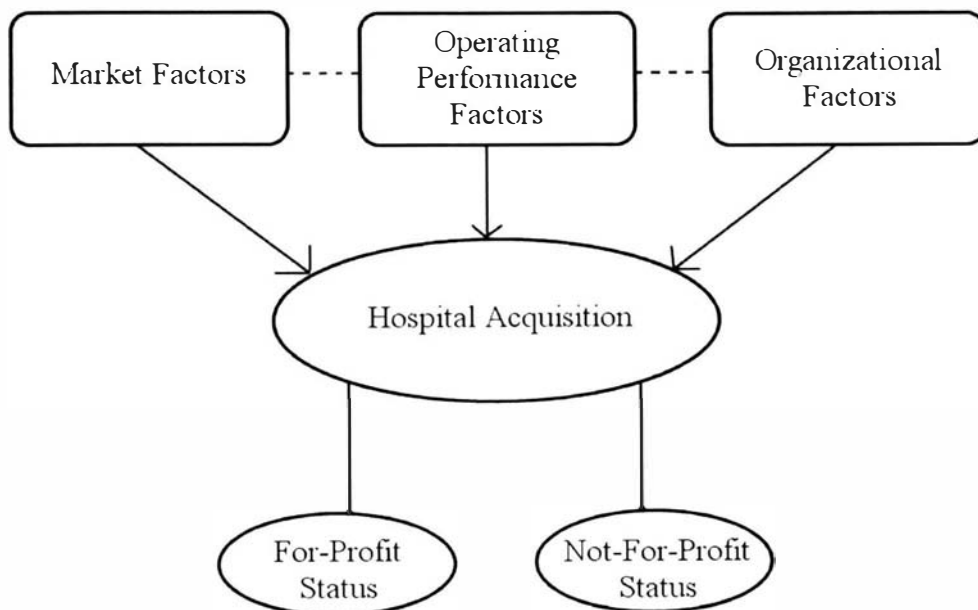 Market Factors
Operating
Performance
Factors
Organizational
Factors
Hospital Acquisition
For-Profit
Status
Not-For-Profit
Status